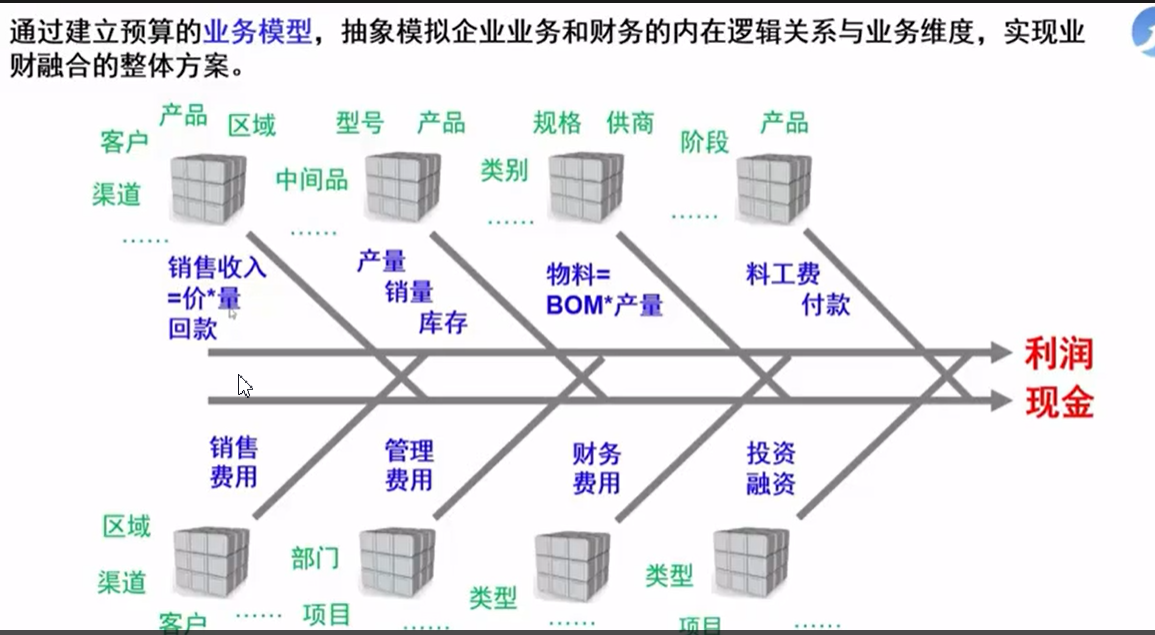 通过建立预算的业务模型，抽象模拟企业业务和财务的内在逻辑关系与业务维度，实现业
财融合的整体方案。
产品
客户
区域
渠道
……
型号
产品
中间品
……
规格
供商
类别
……
阶段
产品
……
销售收入
=价*量
回款
产量
销量
库存
物料=
BOM*产量
料工费
付款
利润
现金
销售
费用
管理
费用
财务
费用
投资
融资
区域
渠道
客户
……
部门
项目
……
类型
……
类型
项目
……